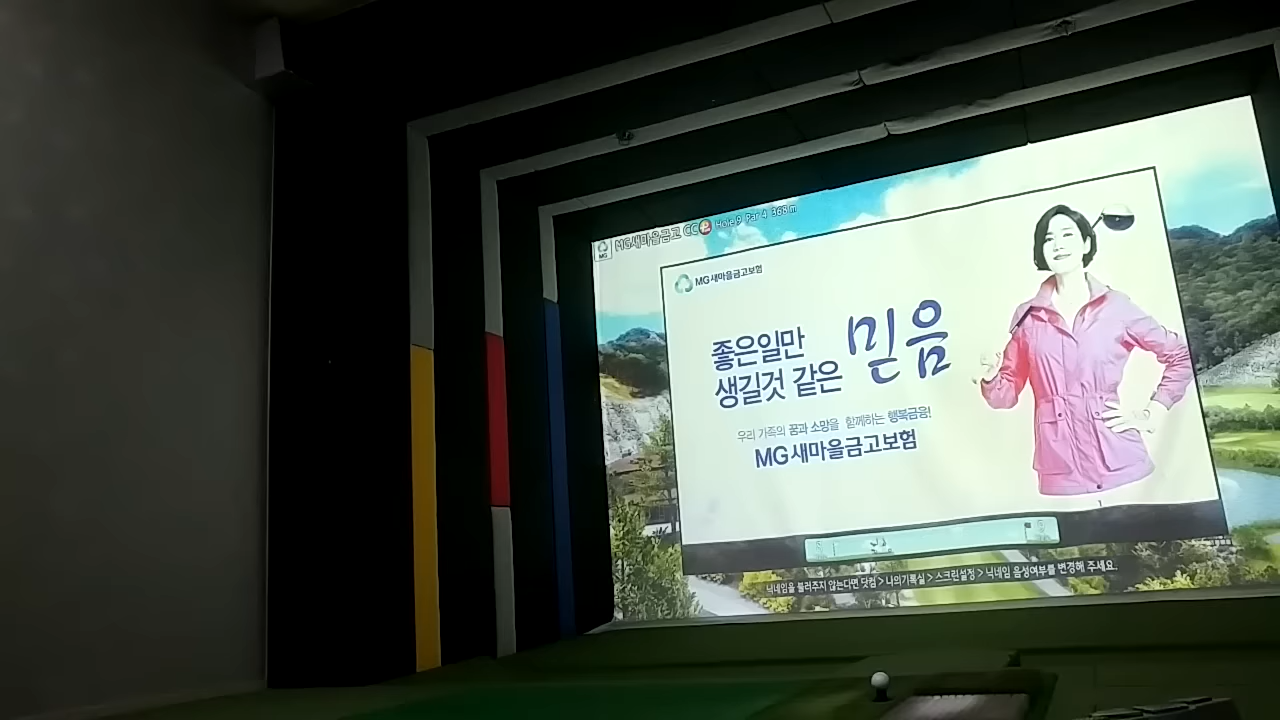 MG새마을금고 CC Hole 9 Par 4 368m
MG
MG새마을금고보험
좋은일만
생길것 같은 믿음
우리 가족의 꿈과 소망을 함께하는 행복금융!
MG새마을금고보험
닉네임을 불러주지 않는다면 닷컴 > 나의기록실 > 스크린설정 > 닉네임 음성여부를 변경해 주세요.